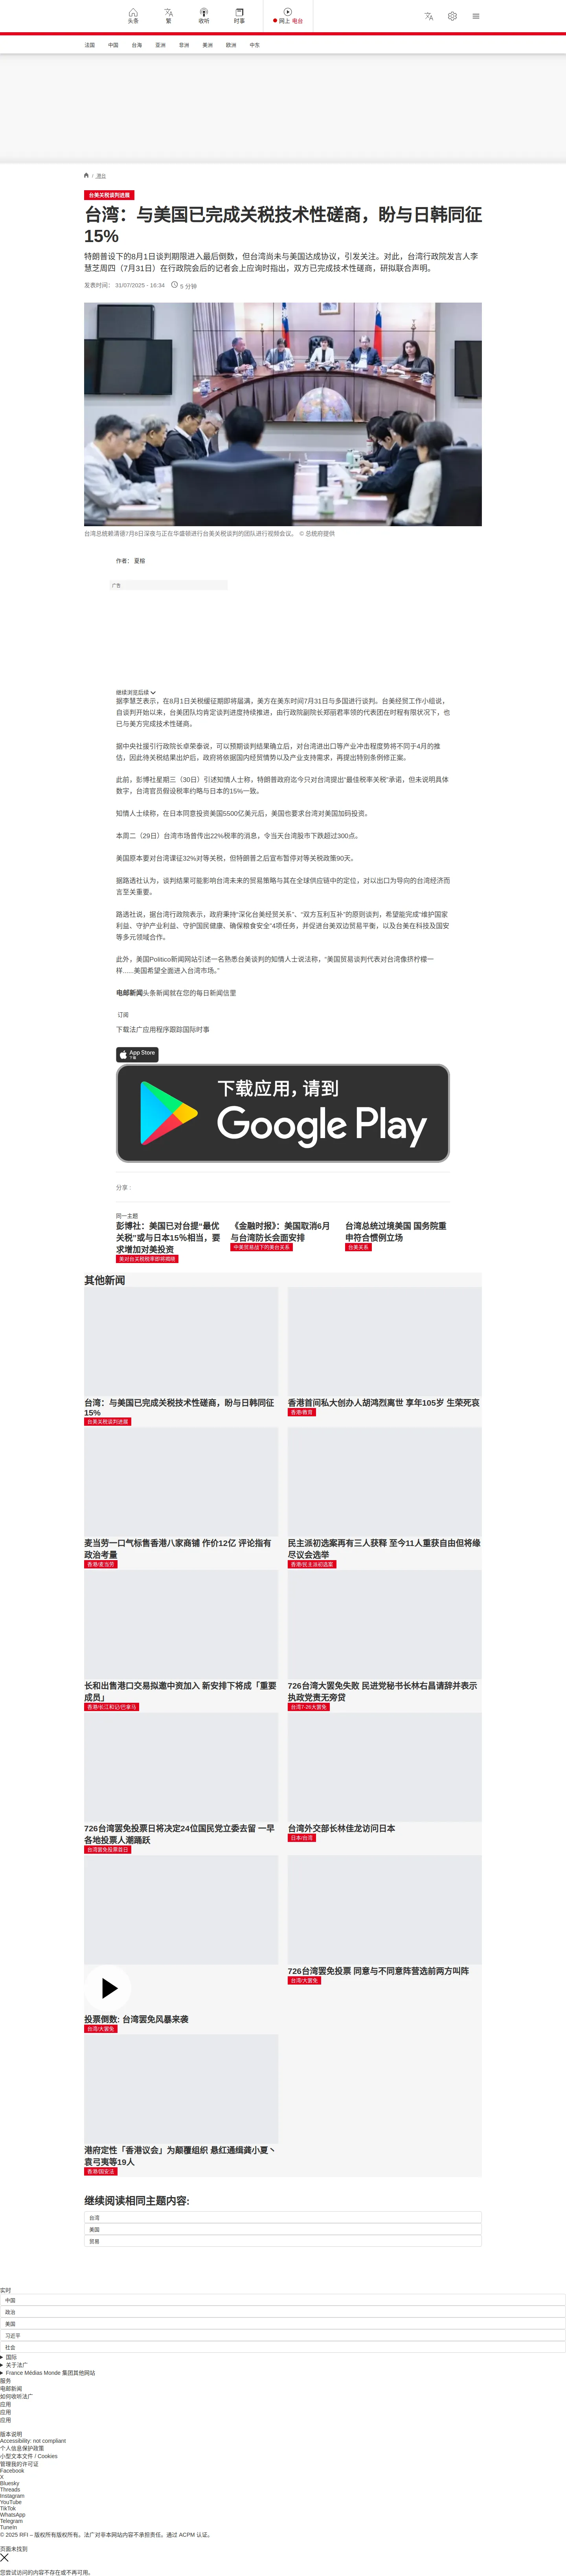 头条
繁
收听
时事
网上 电台
法国
中国
台海
亚洲
非洲
美洲
欧洲
中东
/ 港台
台美关税谈判进展
台湾：与美国已完成关税技术性磋商，盼与日韩同征
15%
特朗普设下的8月1日谈判期限进入最后倒数，但台湾尚未与美国达成协议，引发关注。对此，台湾行政院发言人李
慧芝周四（7月31日）在行政院会后的记者会上应询时指出，双方已完成技术性磋商，研拟联合声明。
发表时间： 31/07/2025 - 16:34
5 分钟
台湾总统赖清德7月8日深夜与正在华盛顿进行台美关税谈判的团队进行视频会议。 © 总统府提供
作者： 夏榕
广告
继续浏览后续
据李慧芝表示，在8月1日关税缓征期即将届满，美方在美东时间7月31日与多国进行谈判。台美经贸工作小组说，
自谈判开始以来，台美团队均肯定谈判进度持续推进，由行政院副院长郑丽君率领的代表团在时程有限状况下，也
已与美方完成技术性磋商。
据中央社援引行政院长卓荣泰说，可以预期谈判结果确立后，对台湾进出口等产业冲击程度势将不同于4月的推
估，因此待关税结果出炉后，政府将依据国内经贸情势以及产业支持需求，再提出特别条例修正案。
此前，彭博社星期三（30日）引述知情人士称，特朗普政府迄今只对台湾提出“最佳税率关税”承诺，但未说明具体
数字，台湾官员假设税率约略与日本的15%一致。
知情人士续称，在日本同意投资美国5500亿美元后，美国也要求台湾对美国加码投资。
本周二（29日）台湾市场曾传出22%税率的消息，令当天台湾股市下跌超过300点。
美国原本要对台湾课征32%对等关税，但特朗普之后宣布暂停对等关税政策90天。
据路透社认为，谈判结果可能影响台湾未来的贸易策略与其在全球供应链中的定位，对以出口为导向的台湾经济而
言至关重要。
路透社说，据台湾行政院表示，政府秉持“深化台美经贸关系”、“双方互利互补”的原则谈判，希望能完成“维护国家
利益、守护产业利益、守护国民健康、确保粮食安全”4项任务，并促进台美双边贸易平衡，以及台美在科技及国安
等多元领域合作。
此外，美国Politico新闻网站引述一名熟悉台美谈判的知情人士说法称，“美国贸易谈判代表对台湾像挤柠檬一
样……美国希望全面进入台湾市场。”
电邮新闻头条新闻就在您的每日新闻信里
订阅
下载法广应用程序跟踪国际时事
App Store
下载
下载应用，请到
Google Play
分享 :
同一主题
彭博社：美国已对台提“最优
关税”或与日本15%相当，要
求增加对美投资
美对台关税税率即将揭晓
《金融时报》：美国取消6月
与台湾防长会面安排
中美贸易战下的美台关系
台湾总统过境美国 国务院重
申符合惯例立场
台美关系
其他新闻
台湾：与美国已完成关税技术性磋商，盼与日韩同征
15%
台美关税谈判进展
香港首间私大创办人胡鸿烈离世 享年105岁 生荣死哀
香港/教育
麦当劳一口气标售香港八家商铺 作价12亿 评论指有
政治考量
香港/麦当劳
民主派初选案再有三人获释 至今11人重获自由但将缘
尽议会选举
香港/民主派初选案
长和出售港口交易拟邀中资加入 新安排下将成「重要
成员」
香港/长江和记/巴拿马
726台湾大罢免失败 民进党秘书长林右昌请辞并表示
执政党责无旁贷
台湾7-26大罢免
726台湾罢免投票日将决定24位国民党立委去留 一早
各地投票人潮踊跃
台湾罢免投票首日
台湾外交部长林佳龙访问日本
日本/台湾
投票倒数: 台湾罢免风暴来袭
台湾/大罢免
726台湾罢免投票 同意与不同意阵营选前两方叫阵
台湾/大罢免
港府定性「香港议会」为颠覆组织 悬红通缉龚小夏丶
袁弓夷等19人
香港/国安法
继续阅读相同主题内容:
台湾
美国
贸易
实时
中国
政治
美国
习近平
社会
国际
关于法广
France Médias Monde 集团其他网站
服务
电邮新闻
如何收听法广
应用
应用
应用
版本说明
Accessibility: not compliant
个人信息保护政策
小型文本文件 / Cookies
管理我的许可证
Facebook
X
Bluesky
Threads
Instagram
YouTube
TikTok
WhatsApp
Telegram
TuneIn
© 2025 RFI – 版权所有版权所有。法广对非本网站内容不承担责任。通过 ACPM 认证。
页面未找到
您尝试访问的内容不存在或不再可用。